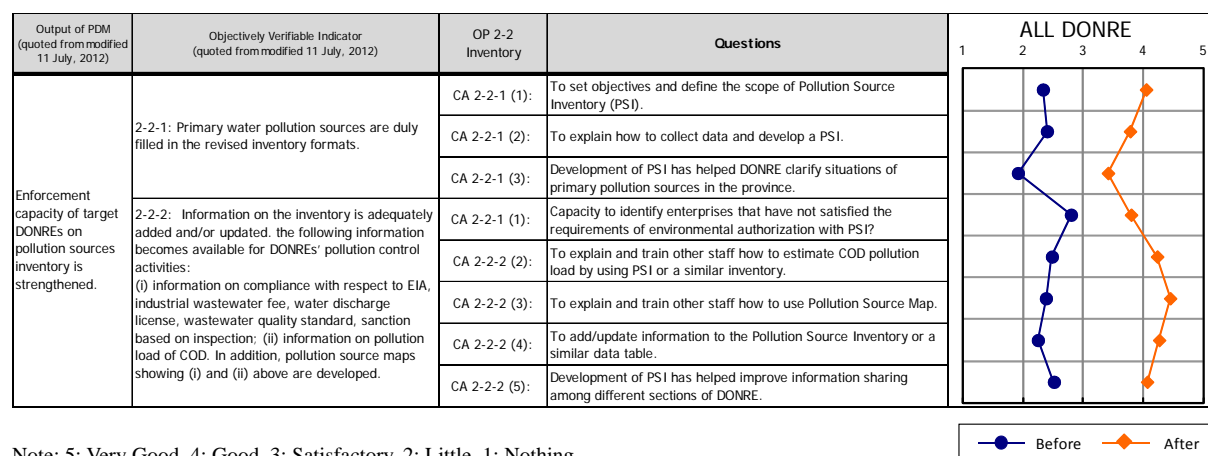 Output of PDM
(quoted from modified
11 July, 2012)
Objectively Verifiable Indicator
(quoted from modified 11 July, 2012)
OP 2-2
Inventory
Questions
ALL DONRE
1 2 3 4 5
Enforcement
capacity of target
DONREs on
pollution sources
inventory is
strengthened.
2-2-1: Primary water pollution sources are duly
filled in the revised inventory formats.
CA 2-2-1 (1):
To set objectives and define the scope of Pollution Source
Inventory (PSI).
CA 2-2-1 (2):
To explain how to collect data and develop a PSI.
CA 2-2-1 (3):
Development of PSI has helped DONRE clarify situations of
primary pollution sources in the province.
2-2-2: Information on the inventory is adequately
added and/or updated. the following information
becomes available for DONREs' pollution control
activities:
(i) information on compliance with respect to EIA,
industrial wastewater fee, water discharge
license, wastewater quality standard, sanction
based on inspection; (ii) information on pollution
load of COD. In addition, pollution source maps
showing (i) and (ii) above are developed.
CA 2-2-1 (1):
Capacity to identify enterprises that have not satisfied the
requirements of environmental authorization with PSI?
CA 2-2-2 (2):
To explain and train other staff how to estimate COD pollution
load by using PSI or a similar inventory.
CA 2-2-2 (3):
To explain and train other staff how to use Pollution Source Map.
CA 2-2-2 (4):
To add/update information to the Pollution Source Inventory or a
similar data table.
CA 2-2-2 (5):
Development of PSI has helped improve information sharing
among different sections of DONRE.
Before After
Note: 5: Very Good, 4: Good, 3: Satisfactory, 2: Little, 1: Nothing